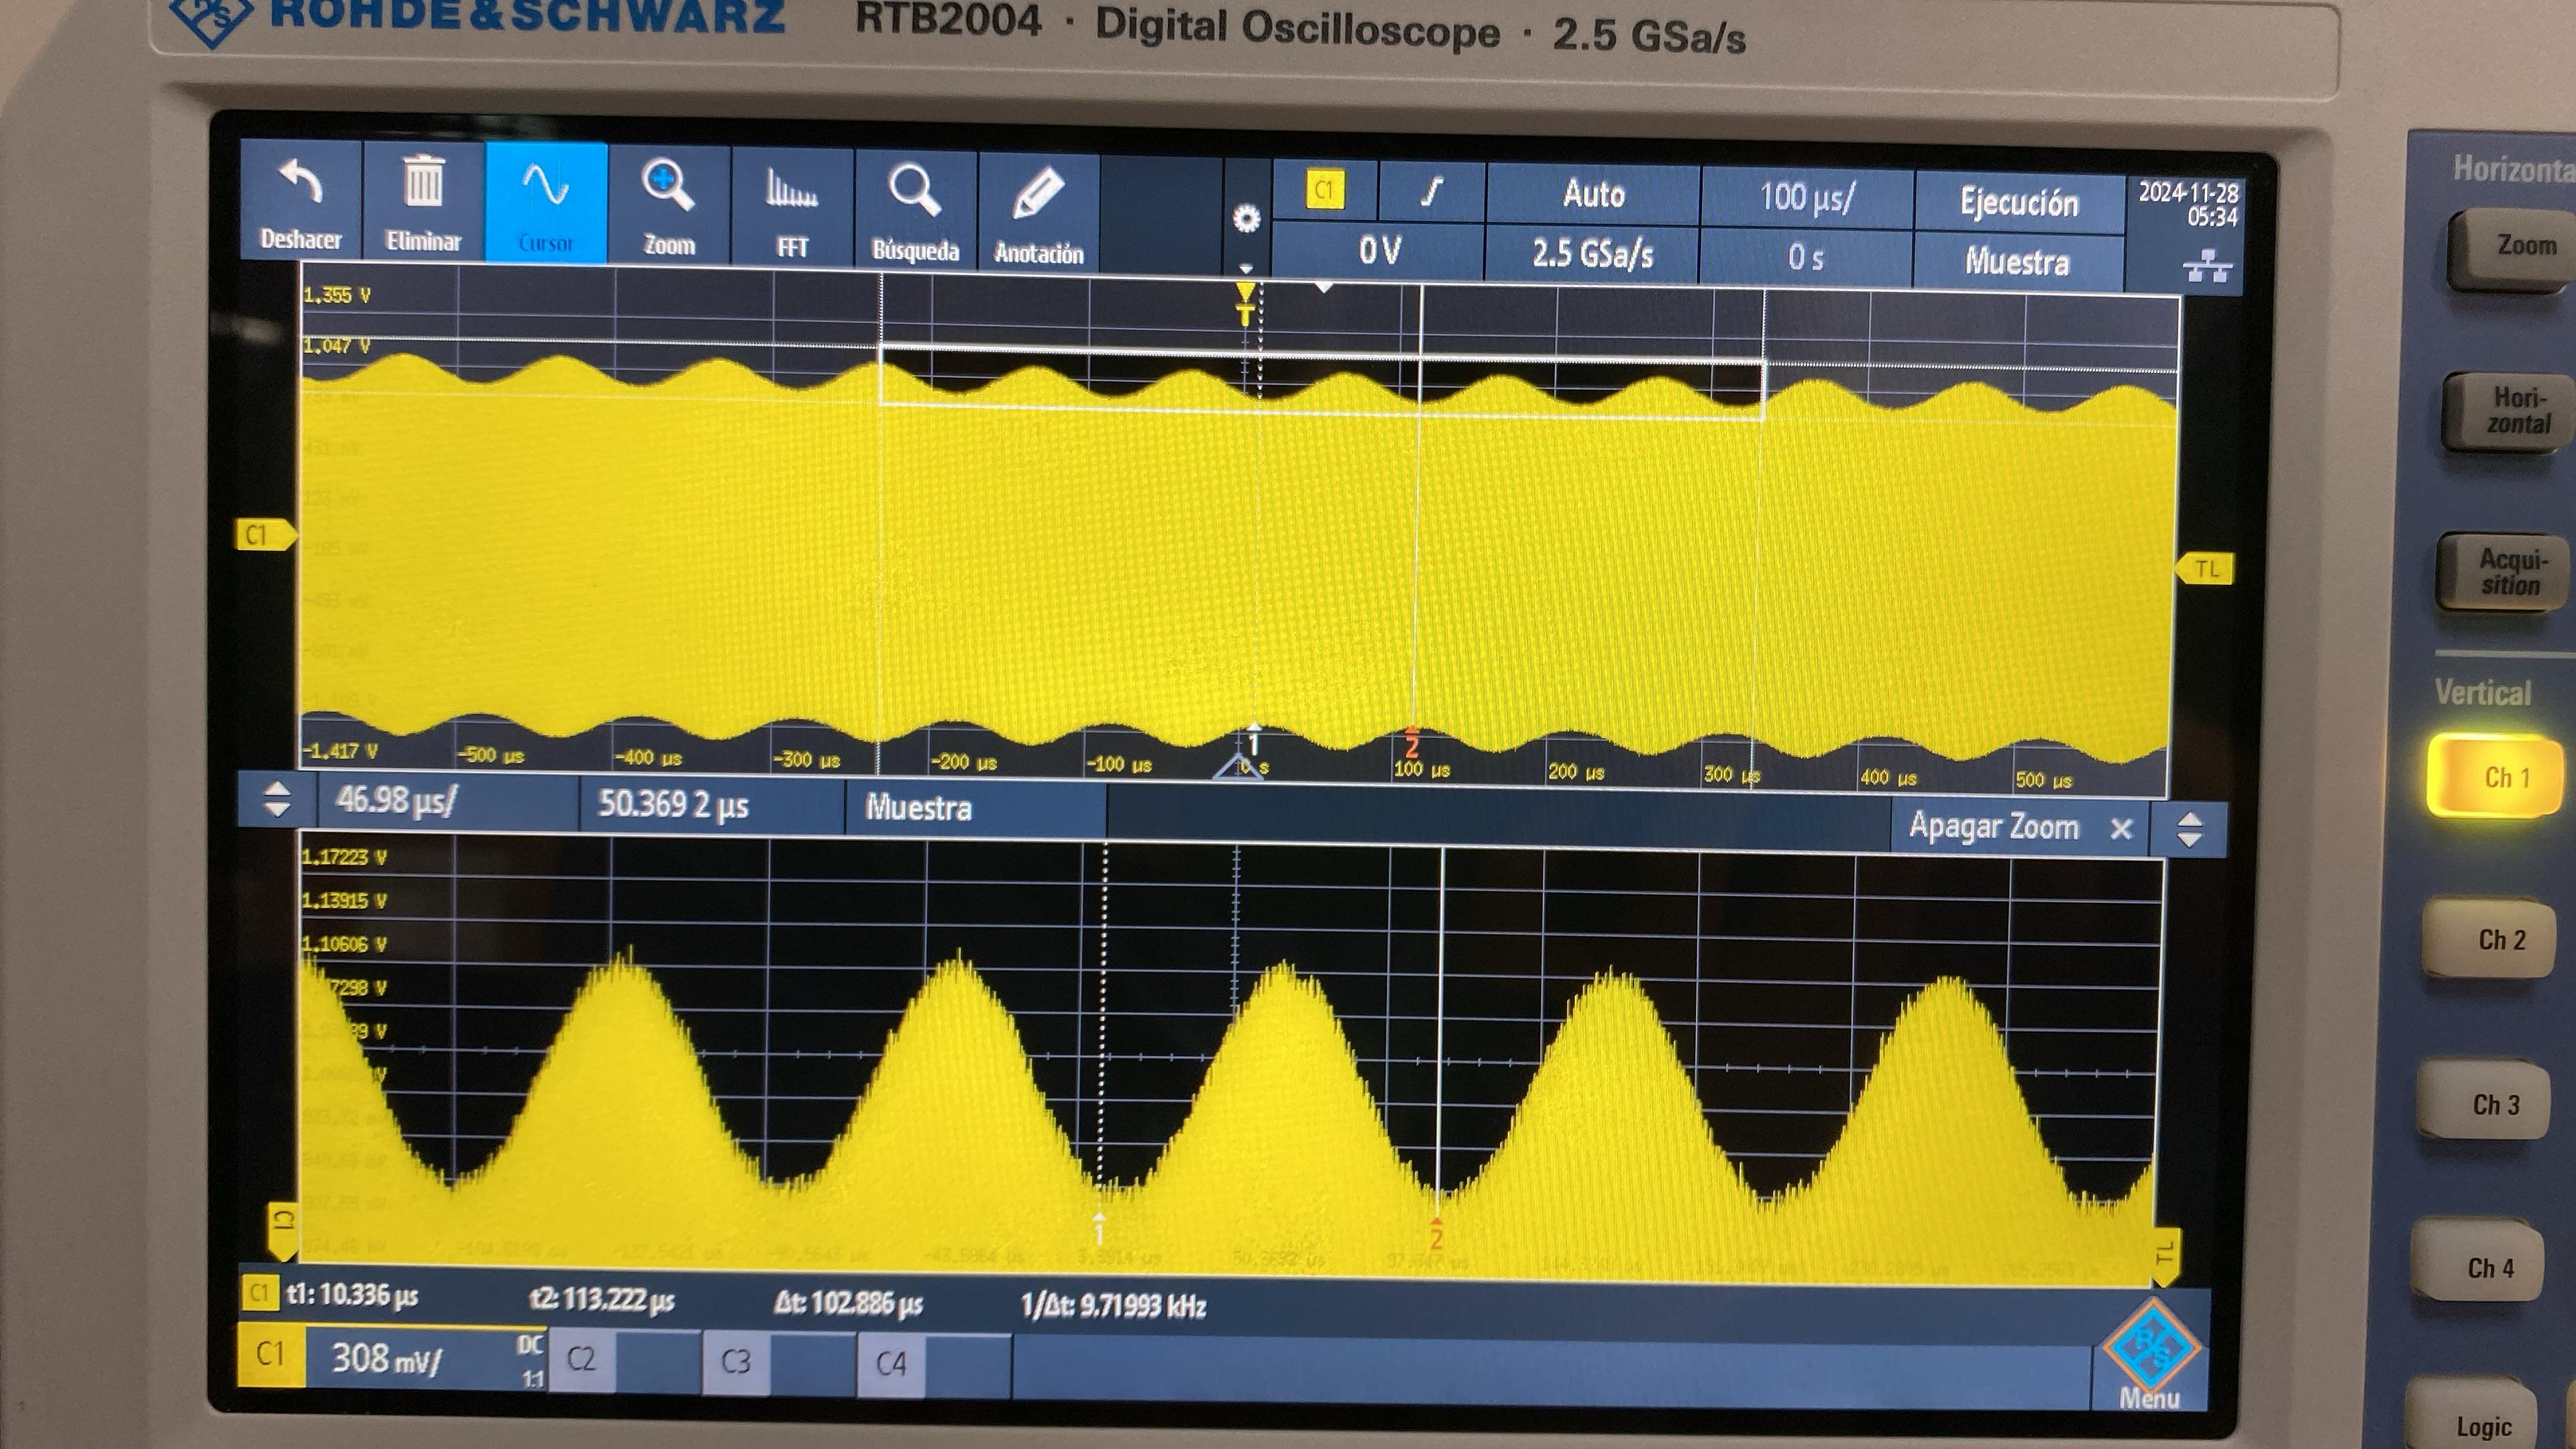 ROHDE & SCHWARZ RTB2004 · Digital Oscilloscope · 2.5 GSa/s
Horizonta
Deshacer Eliminar Cursor Zoom FFT Búsqueda Anotación
C1 Auto 100 µs/ Ejecución 2024-11-28
05:34
0 V 2.5 GSa/s 0 s Muestra
Zoom
1.355 V
T
1.047 V
Hori-
zontal
C1
TL
Acqui-
sition
Vertical
-1.417 V -500 µs -400 µs -300 µs -200 µs -100 µs 0 s 100 µs 200 µs 300 µs 400 µs 500 µs
1 2
Ch 1
46.98 µs/ 50.369 2 µs Muestra Apagar Zoom
1.17223 V
1.13915 V
1.10606 V
7298 V
Ch 2
Ch 3
C1
1 2
TL
Ch 4
C1 t1: 10.336 µs t2: 113.222 µs Δt: 102.886 µs 1/Δt: 9.71993 kHz
C1 308 mV/ DC
1:1
C2 C3 C4
R/S
Menu
Logic